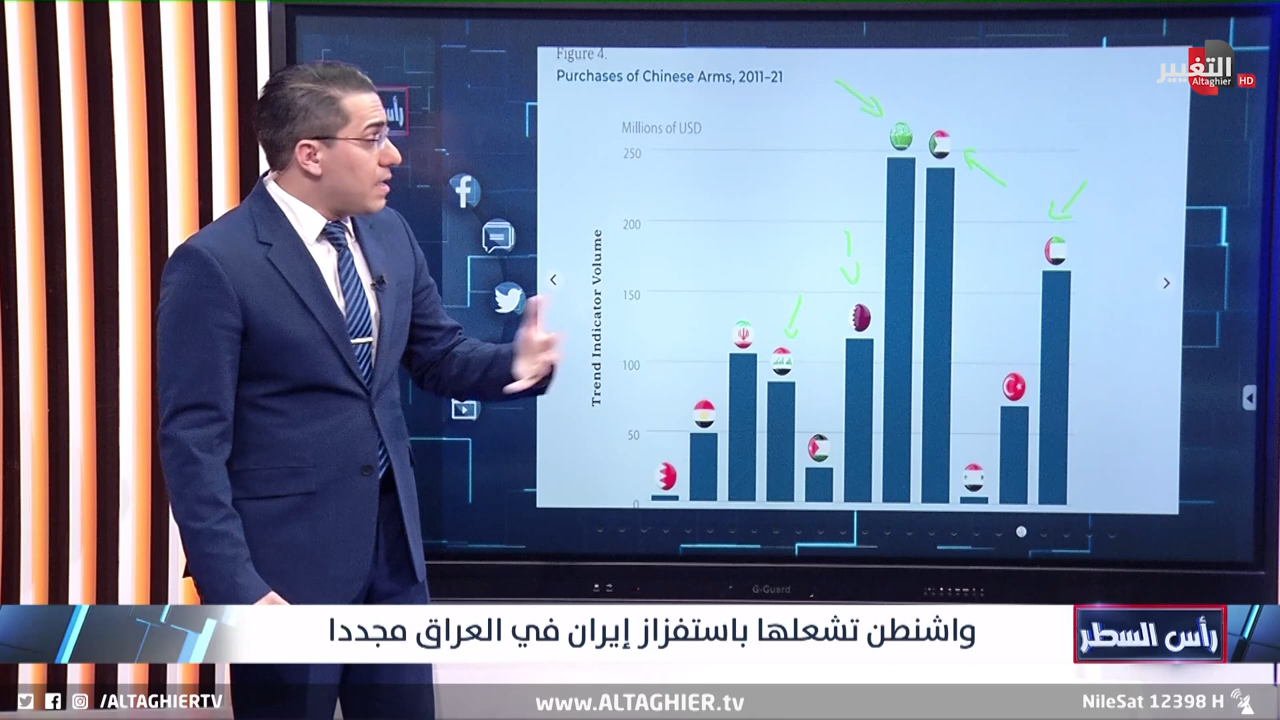 Figure 4.
Purchases of Chinese Arms, 2011–21
التغيير
Altaghier HD
رأس
Millions of USD
250
200
150
100
50
0
Trend Indicator Volume
G-Guard
واشنطن تشعلها باستفزاز إيران في العراق مجددا
رأس السطر
/ALTAGHIERTV
www.ALTAGHIER.tv
NileSat 12398 H